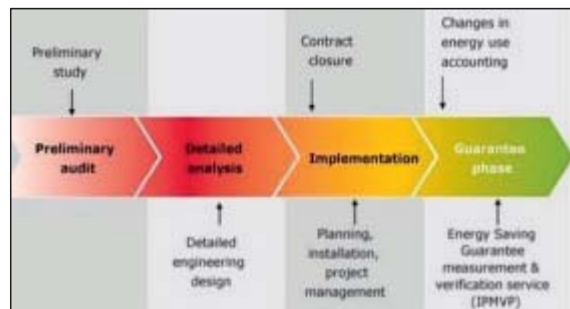 Preliminary
study
Contract
closure
Changes in
energy use
accounting
Preliminary
audit
Detailed
analysis
Implementation
Guarantee
phase
Detailed
engineering
design
Planning,
installation,
project
management
Energy Saving
Guarantee
measurement &
verification service
(IPMVP)